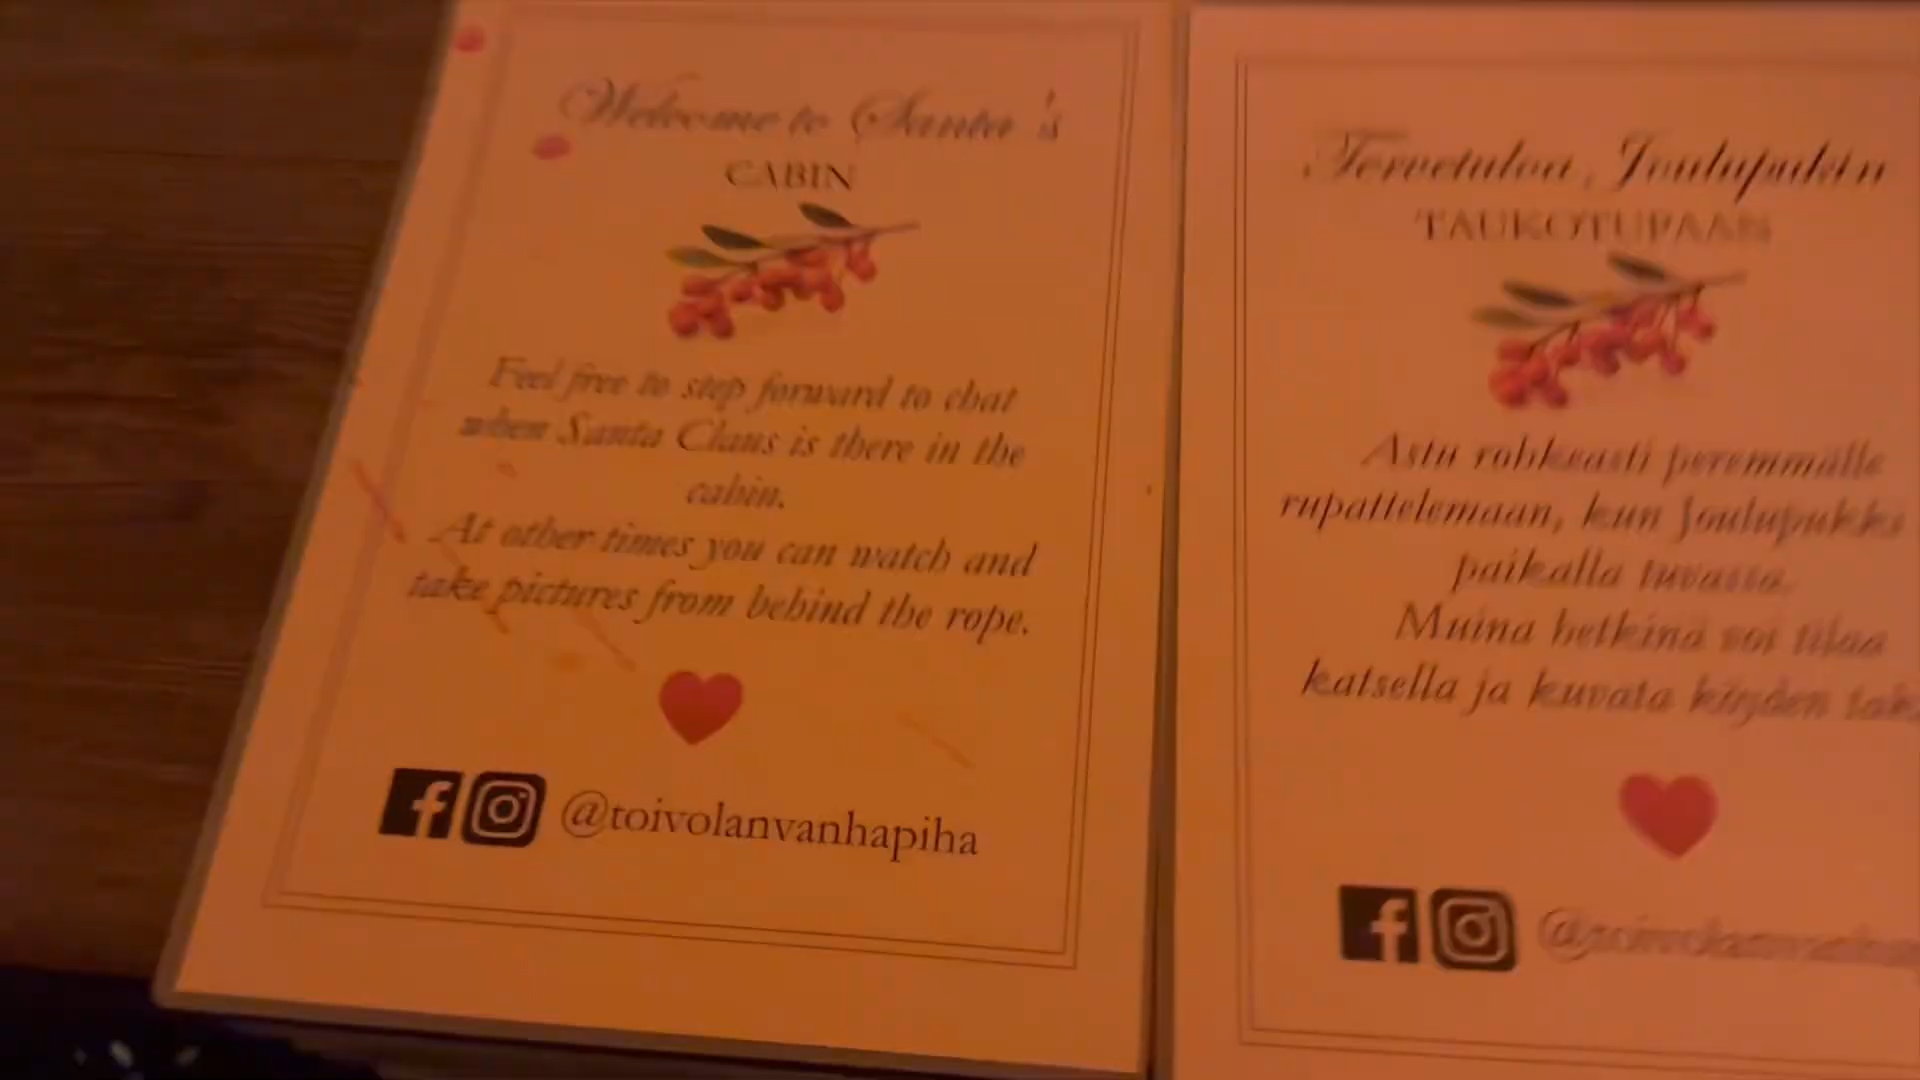 Welcome to Santa's
CABIN
Feel free to step forward to chat
when Santa Claus is there in the
cabin.
At other times you can watch and
take pictures from behind the rope.
@toivolanvanhapiha
Tervetuloa, Joulupukin
TAUKOTUPAAN
Astu rohkeasti peremmälle
rupattelemaan, kun Joulupukki
paikalla tuvassa.
Muina hetkinä voi tilaa
katsella ja kuvata köyden